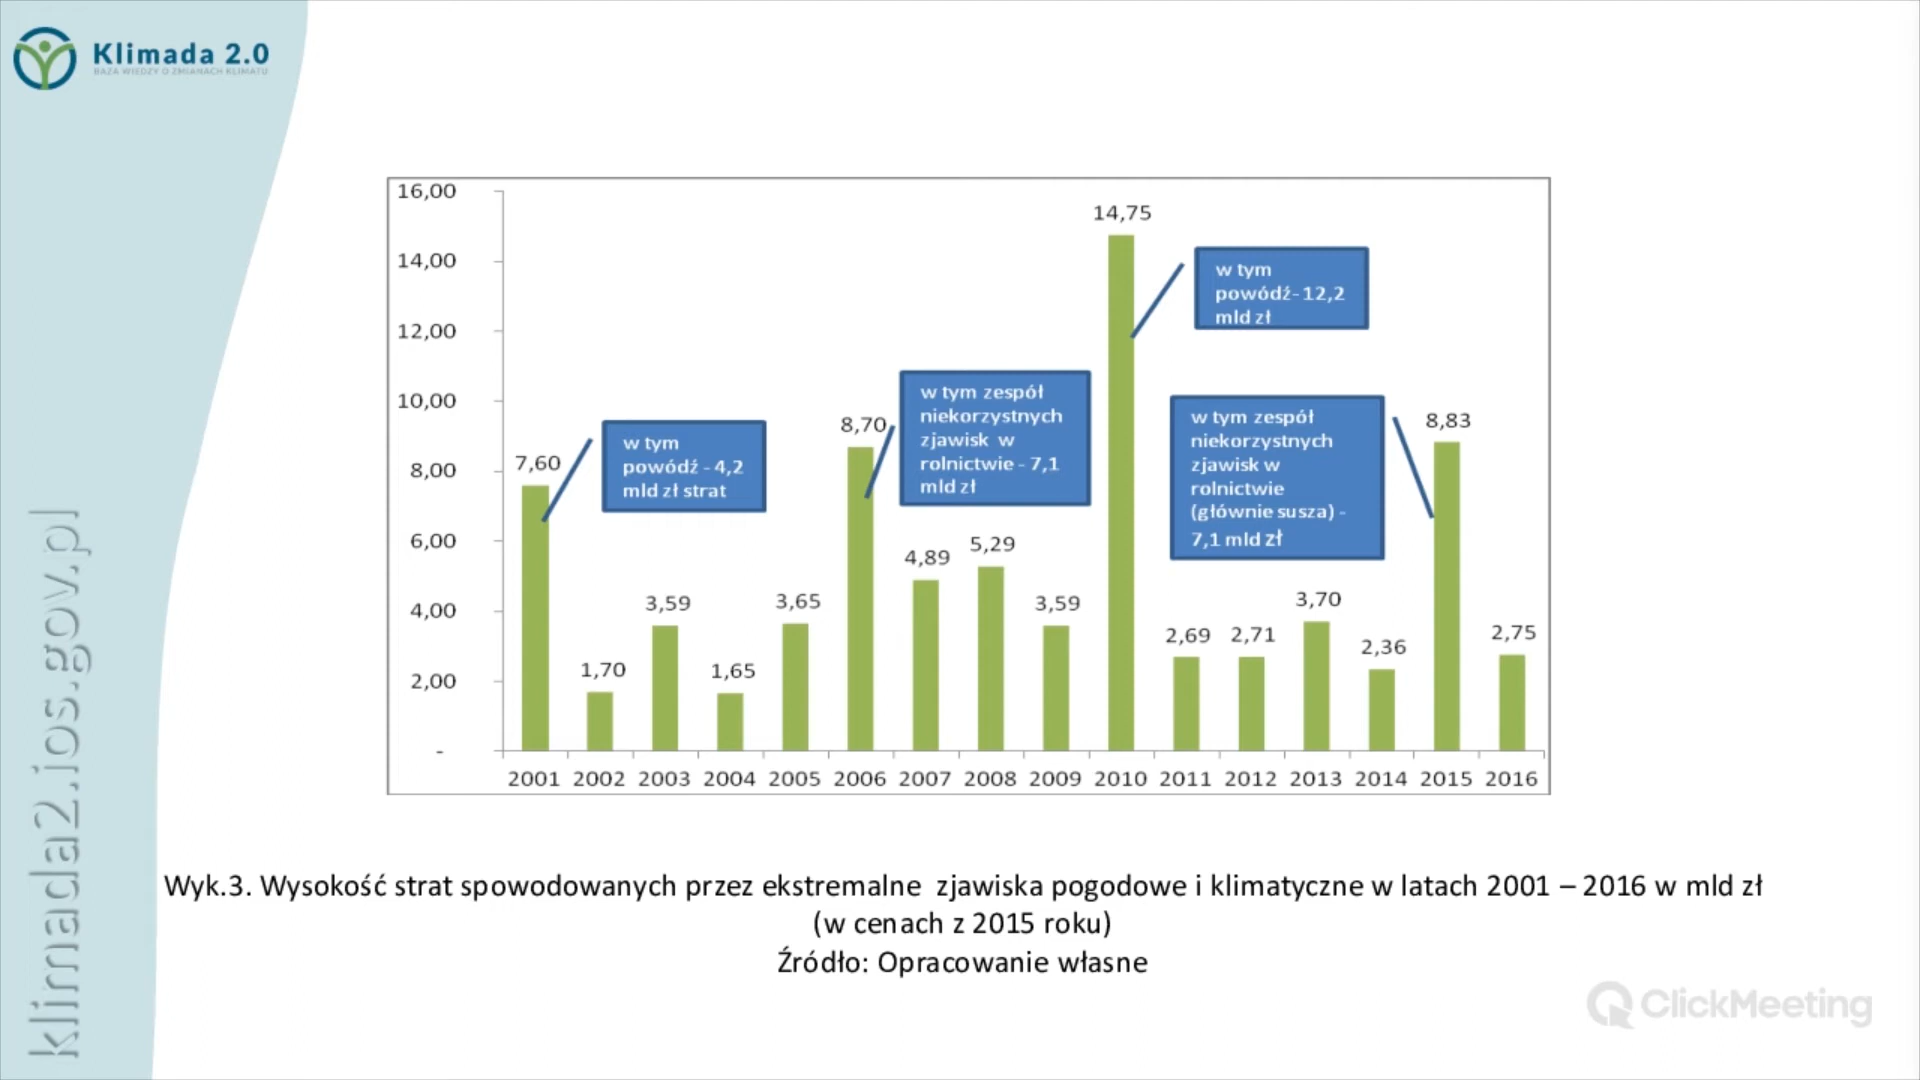 Klimada 2.0
BAZA WIEDZY O ZMIANACH KLIMATU
klimada2.ios.gov.pl
16,00
14,00
12,00
10,00
8,00
6,00
4,00
2,00
-
7,60
1,70
3,59
1,65
3,65
8,70
4,89
5,29
3,59
14,75
2,69
2,71
3,70
2,36
8,83
2,75
w tym
powódź - 4,2
mld zł strat
w tym zespół
niekorzystnych
zjawisk w
rolnictwie - 7,1
mld zł
w tym
powódź- 12,2
mld zł
w tym zespół
niekorzystnych
zjawisk w
rolnictwie
(głównie susza) -
7,1 mld zł
2001 2002 2003 2004 2005 2006 2007 2008 2009 2010 2011 2012 2013 2014 2015 2016
Wyk.3. Wysokość strat spowodowanych przez ekstremalne zjawiska pogodowe i klimatyczne w latach 2001 – 2016 w mld zł
(w cenach z 2015 roku)
Źródło: Opracowanie własne
ClickMeeting